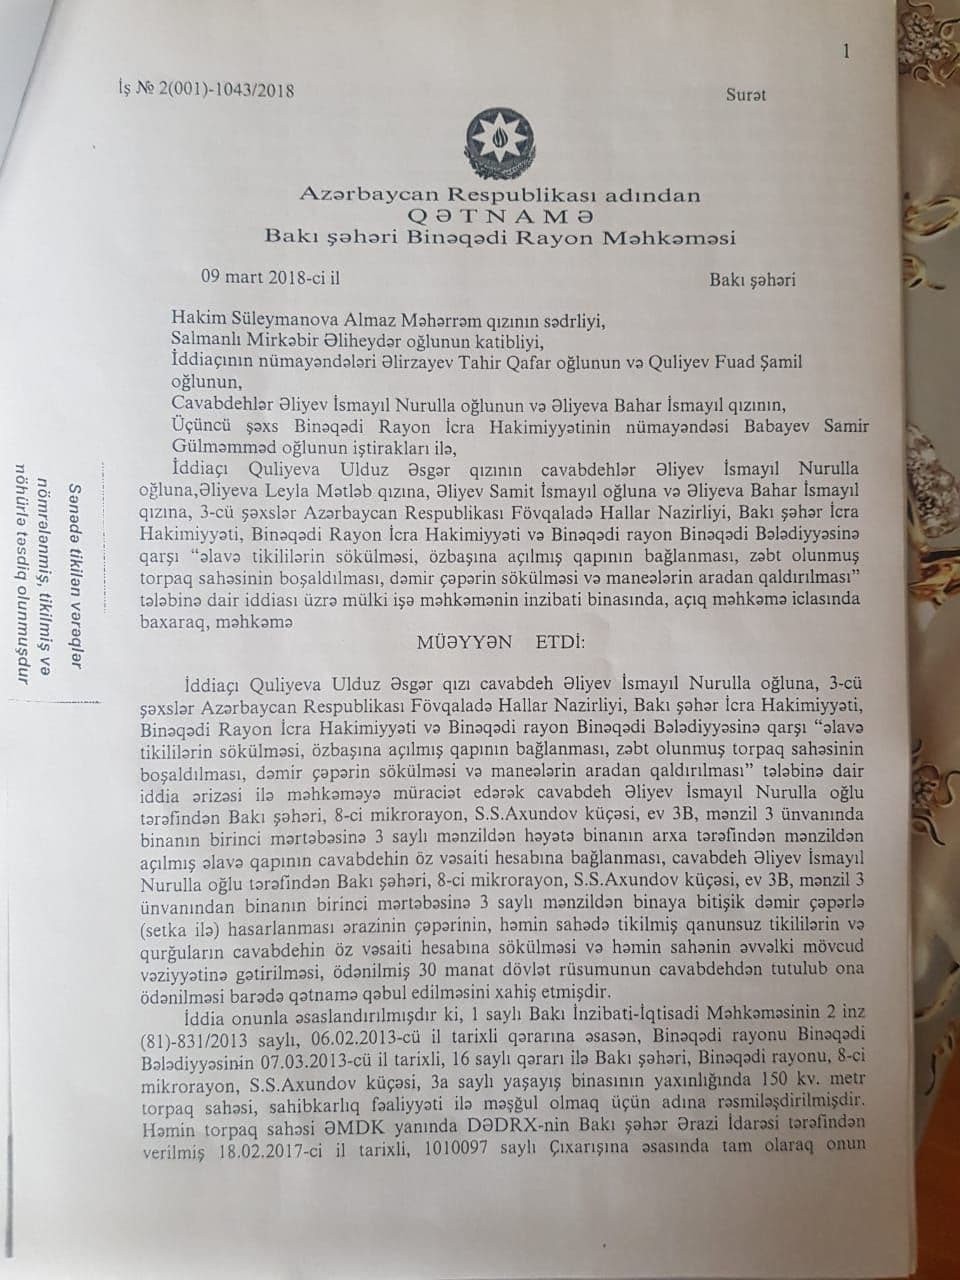 1
İş № 2(001)-1043/2018
Surət
Azərbaycan Respublikası adından
QƏTNAMƏ
Bakı şəhəri Binəqədi Rayon Məhkəməsi
09 mart 2018-ci il
Bakı şəhəri
Hakim Süleymanova Almaz Məhərrəm qızının sədrliyi,
Salmanlı Mirkəbir Əliheydər oğlunun katibliyi,
İddiaçının nümayəndələri Əlirzayev Tahir Qafar oğlunun və Quliyev Fuad Şamil
oğlunun,
Cavabdehlər Əliyev İsmayıl Nurulla oğlunun və Əliyeva Bahar İsmayıl qızının,
Üçüncü şəxs Binəqədi Rayon İcra Hakimiyyətinin nümayəndəsi Babayev Samir
Gülməmməd oğlunun iştirakları ilə,
İddiaçı Quliyeva Ulduz Əsgər qızının cavabdehlər Əliyev İsmayıl Nurulla
oğluna,Əliyeva Leyla Mətləb qızına, Əliyev Samit İsmayıl oğluna və Əliyeva Bahar İsmayıl
qızına, 3-cü şəxslər Azərbaycan Respublikası Fövqaladə Hallar Nazirliyi, Bakı şəhər İcra
Hakimiyyəti, Binəqədi Rayon İcra Hakimiyyəti və Binəqədi rayon Binəqədi Bələdiyyəsinə
qarşı “əlavə tikililərin sökülməsi, özbaşına açılmış qapının bağlanması, zəbt olunmuş
torpaq sahəsinin boşaldılması, dəmir çəpərin sökülməsi və maneələrin aradan qaldırılması”
tələbinə dair iddiası üzrə mülki işə məhkəmənin inzibati binasında, açıq məhkəmə iclasında
baxaraq, məhkəmə
MÜƏYYƏN ETDİ:
İddiaçı Quliyeva Ulduz Əsgər qızı cavabdeh Əliyev İsmayıl Nurulla oğluna, 3-cü
şəxslər Azərbaycan Respublikası Fövqaladə Hallar Nazirliyi, Bakı şəhər İcra Hakimiyyəti,
Binəqədi Rayon İcra Hakimiyyəti və Binəqədi rayon Binəqədi Bələdiyyəsinə qarşı “əlavə
tikililərin sökülməsi, özbaşına açılmış qapının bağlanması, zəbt olunmuş torpaq sahəsinin
boşaldılması, dəmir çəpərin sökülməsi və maneələrin aradan qaldırılması” tələbinə dair
iddia ərizəsi ilə məhkəməyə müraciət edərək cavabdeh Əliyev İsmayıl Nurulla oğlu
tərəfindən Bakı şəhəri, 8-ci mikrorayon, S.S.Axundov küçəsi, ev 3B, mənzil 3 ünvanında
binanın birinci mərtəbəsinə 3 saylı mənzildən həyətə binanın arxa tərəfindən mənzildən
açılmış əlavə qapının cavabdehin öz vəsaiti hesabına bağlanması, cavabdeh Əliyev İsmayıl
Nurulla oğlu tərəfindən Bakı şəhəri, 8-ci mikrorayon, S.S.Axundov küçəsi, ev 3B, mənzil 3
ünvanından binanın birinci mərtəbəsinə 3 saylı mənzildən binaya bitişik dəmir çəpərlə
(setka ilə) hasarlanması ərazinin çəpərinin, həmin sahədə tikilmiş qanunsuz tikililərin və
qurğuların cavabdehin öz vəsaiti hesabına sökülməsi və həmin sahənin əvvəlki mövcud
vəziyyətinə gətirilməsi, ödənilmiş 30 manat dövlət rüsumunun cavabdehdən tutulub ona
ödənilməsi barədə qətnamə qəbul edilməsini xahiş etmişdir.
İddia onunla əsaslandırılmışdır ki, 1 saylı Bakı İnzibati-İqtisadi Məhkəməsinin 2 inz
(81)-831/2013 saylı, 06.02.2013-cü il tarixli qərarına əsasən, Binəqədi rayonu Binəqədi
Bələdiyyəsinin 07.03.2013-cü il tarixli, 16 saylı qərarı ilə Bakı şəhəri, Binəqədi rayonu, 8-ci
mikrorayon, S.S.Axundov küçəsi, 3a saylı yaşayış binasının yaxınlığında 150 kv. metr
torpaq sahəsi, sahibkarlıq fəaliyyəti ilə məşğul olmaq üçün adına rəsmiləşdirilmişdir.
Həmin torpaq sahəsi ƏMDK yanında DƏDRX-nin Bakı şəhər Ərazi İdarəsi tərəfindən
verilmiş 18.02.2017-ci il tarixli, 1010097 saylı Çıxarışına əsasında tam olaraq onun
Sənədə tikilən vərəqlər
nömrələnmiş, tikilmiş və
möhürlə təsdiq olunmuşdur